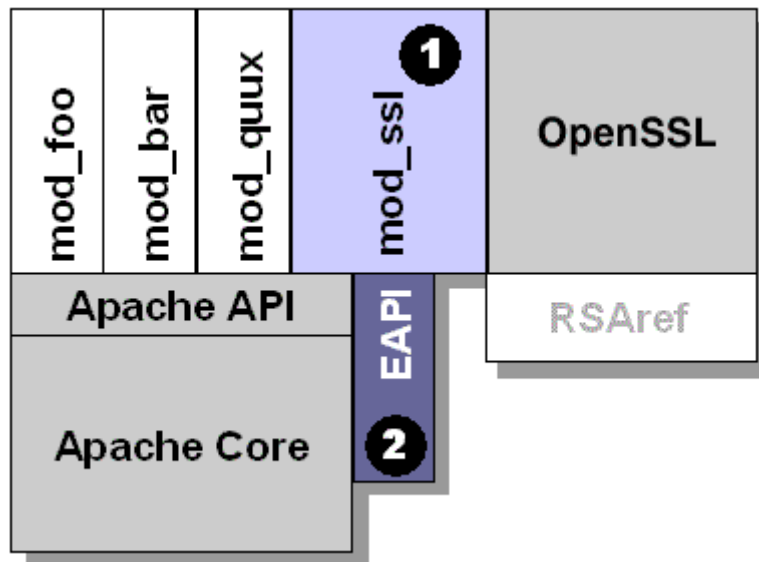 mod_foo
mod_bar
mod_quux
mod_ssl
1
OpenSSL
Apache API
EAPI
RSAref
Apache Core
2